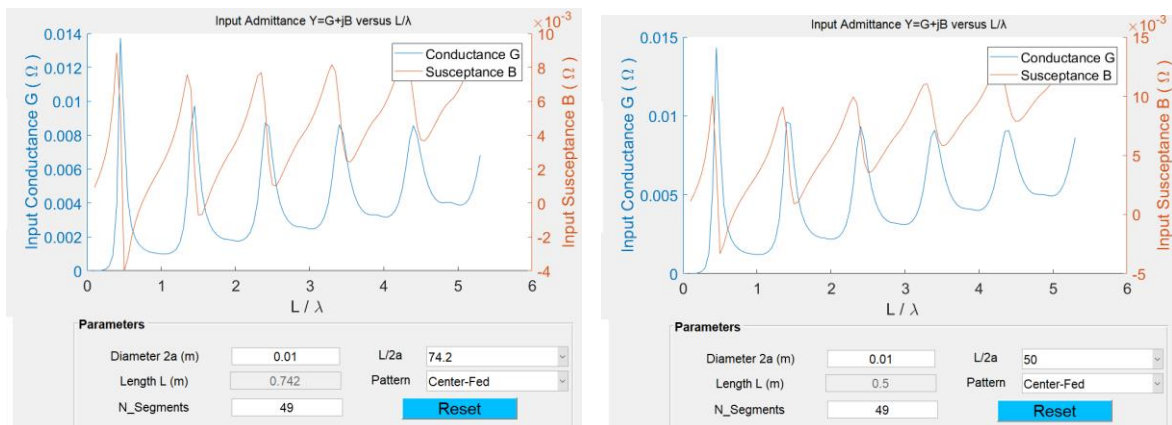 Input Admittance Y=G+jB versus L/λ
×10⁻³
0.014
0.012
0.01
0.008
0.006
0.004
0.002
0
Input Conductance G ( Ω )
10
8
6
4
2
0
-2
-4
Input Susceptance B ( Ω )
Conductance G
Susceptance B
0 1 2 3 4 5 6
L / λ
Parameters
Diameter 2a (m) 0.01 L/2a 74.2
Length L (m) 0.742 Pattern Center-Fed
N_Segments 49 Reset
Input Admittance Y=G+jB versus L/λ
×10⁻³
0.015
0.01
0.005
0
Input Conductance G ( Ω )
15
10
5
0
-5
Input Susceptance B ( Ω )
Conductance G
Susceptance B
0 1 2 3 4 5 6
L / λ
Parameters
Diameter 2a (m) 0.01 L/2a 50
Length L (m) 0.5 Pattern Center-Fed
N_Segments 49 Reset